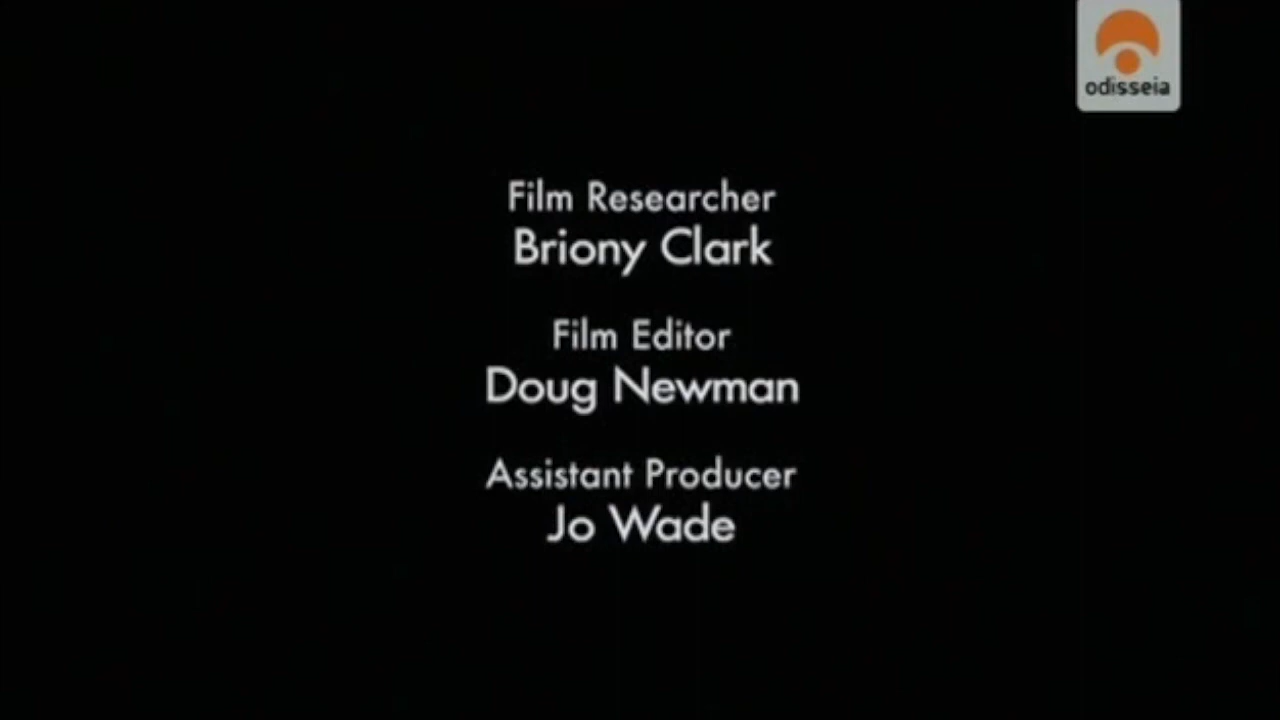 odisseia
Film Researcher
Briony Clark
Film Editor
Doug Newman
Assistant Producer
Jo Wade